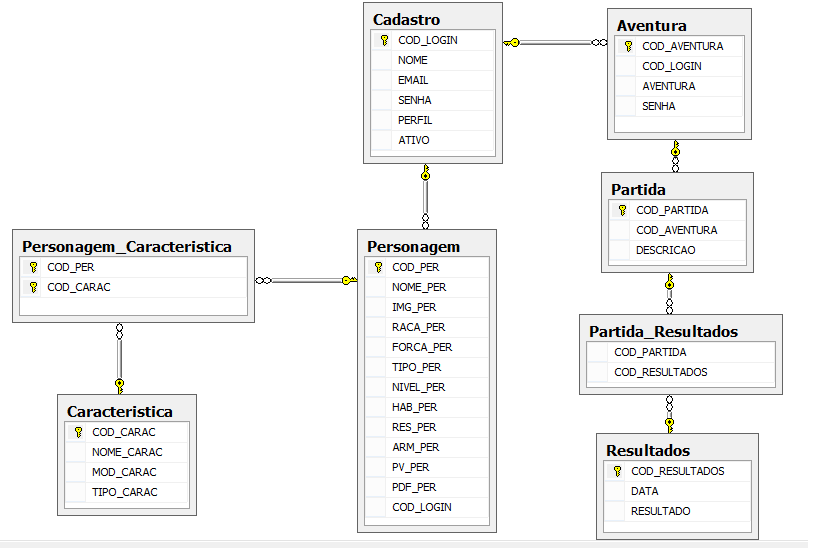 Cadastro
COD_LOGIN
NOME
EMAIL
SENHA
PERFIL
ATIVO
Aventura
COD_AVENTURA
COD_LOGIN
AVENTURA
SENHA
Partida
COD_PARTIDA
COD_AVENTURA
DESCRICAO
Personagem_Caracteristica
COD_PER
COD_CARAC
Personagem
COD_PER
NOME_PER
IMG_PER
RACA_PER
FORCA_PER
TIPO_PER
NIVEL_PER
HAB_PER
RES_PER
ARM_PER
PV_PER
PDF_PER
COD_LOGIN
Partida_Resultados
COD_PARTIDA
COD_RESULTADOS
Caracteristica
COD_CARAC
NOME_CARAC
MOD_CARAC
TIPO_CARAC
Resultados
COD_RESULTADOS
DATA
RESULTADO